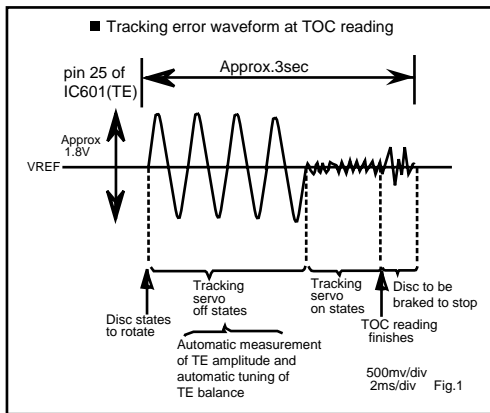 ■ Tracking error waveform at TOC reading
pin 25 of
IC601(TE)
Approx.3sec
Approx
1.8V
VREF
Disc states
to rotate
Tracking
servo
off states
Tracking
servo
on states
Disc to be
braked to stop
TOC reading
finishes
Automatic measurement
of TE amplitude and
automatic tuning of
TE balance
500mv/div
2ms/div Fig.1